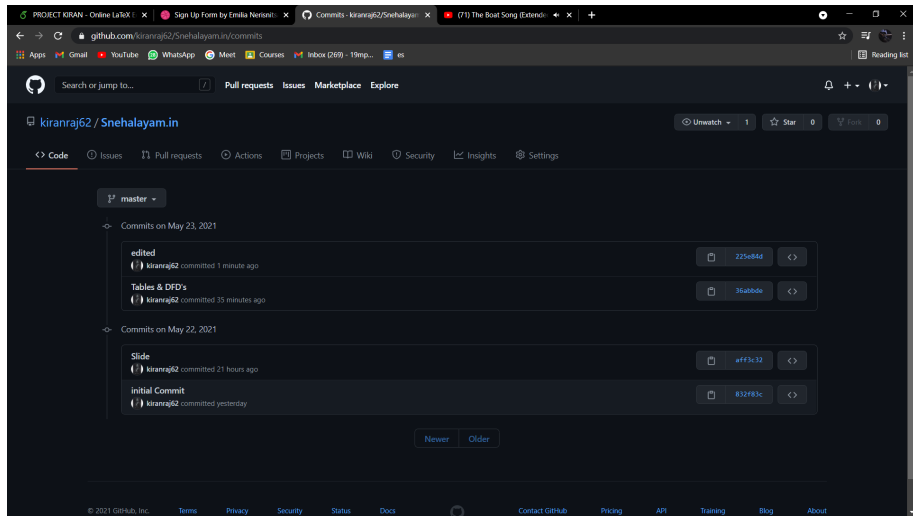 PROJECT KIRAN - Online LaTeX E
Sign Up Form by Emilia Nerisnits
Commits · kiranraj62/Snehalayam
(71) The Boat Song (Extende
github.com/kiranraj62/Snehalayam.in/commits
Apps Gmail YouTube WhatsApp Meet Courses Inbox (269) - 19mp... es Reading list
Search or jump to... / Pull requests Issues Marketplace Explore
kiranraj62 / Snehalayam.in Unwatch 1 Star 0 Fork 0
Code Issues Pull requests Actions Projects Wiki Security Insights Settings
master
Commits on May 23, 2021
edited
kiranraj62 committed 1 minute ago
225e84d
Tables & DFD's
kiranraj62 committed 35 minutes ago
36abbde
Commits on May 22, 2021
Slide
kiranraj62 committed 21 hours ago
aff3c32
initial Commit
kiranraj62 committed yesterday
832f83c
Newer Older
© 2021 GitHub, Inc. Terms Privacy Security Status Docs Contact GitHub Pricing API Training Blog About